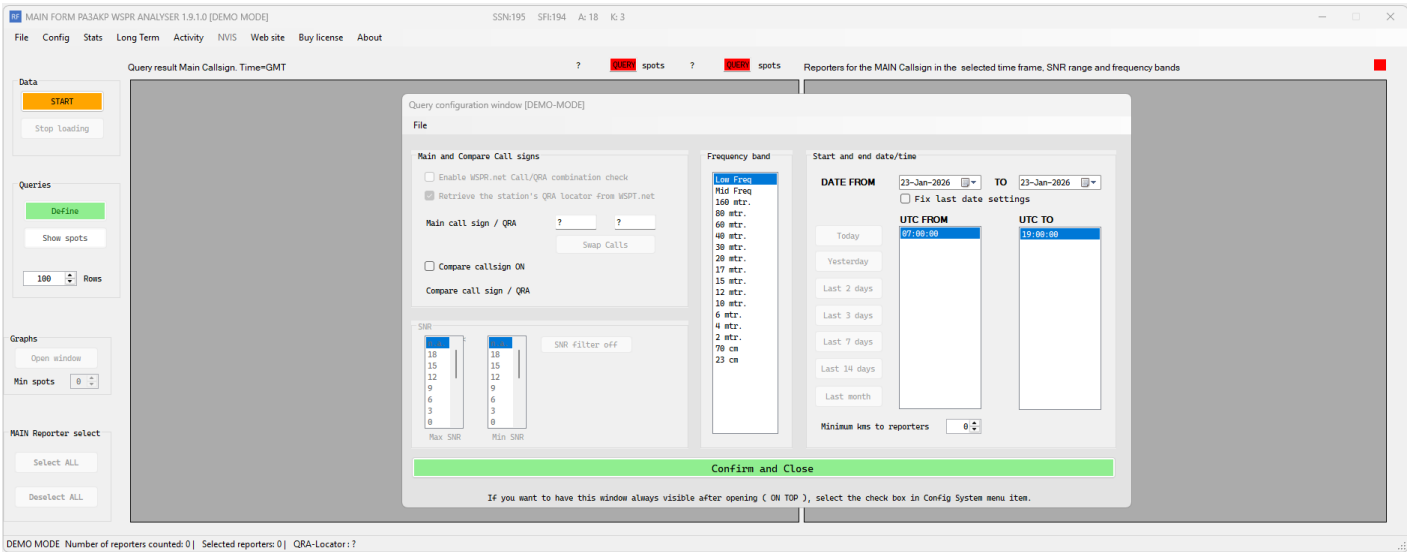 RF MAIN FORM PA3AKP WSPR ANALYSER 1.9.1.0 [DEMO MODE] SSN:195 SFI:194 A: 18 K: 3
File Config Stats Long Term Activity NVIS Web site Buy license About
Query result Main Callsign. Time=GMT ? QUERY spots ? QUERY spots Reporters for the MAIN Callsign in the selected time frame, SNR range and frequency bands
Data
START
Stop loading
Queries
Define
Show spots
100 Rows
Graphs
Open window
Min spots 0
MAIN Reporter select
Select ALL
Deselect ALL
Query configuration window [DEMO-MODE]
File
Main and Compare Call signs
Enable WSPR.net Call/QRA combination check
Retrieve the station's QRA locator from WSPT.net
Main call sign / QRA ? ?
Swap Calls
Compare callsign ON
Compare call sign / QRA
SNR
18
15
12
9
6
3
0
Max SNR
18
15
12
9
6
3
0
Min SNR
SNR filter off
Frequency band
Low Freq
Mid Freq
160 mtr.
80 mtr.
60 mtr.
40 mtr.
30 mtr.
20 mtr.
17 mtr.
15 mtr.
12 mtr.
10 mtr.
6 mtr.
4 mtr.
2 mtr.
70 cm
23 cm
Start and end date/time
DATE FROM 23-Jan-2026 TO 23-Jan-2026
Fix last date settings
UTC FROM UTC TO
07:00:00 19:00:00
Today
Yesterday
Last 2 days
Last 3 days
Last 7 days
Last 14 days
Last month
Minimum kms to reporters 0
Confirm and Close
If you want to have this window always visible after opening ( ON TOP ), select the check box in Config System menu item.
DEMO MODE Number of reporters counted: 0 | Selected reporters: 0 | QRA-Locator : ?